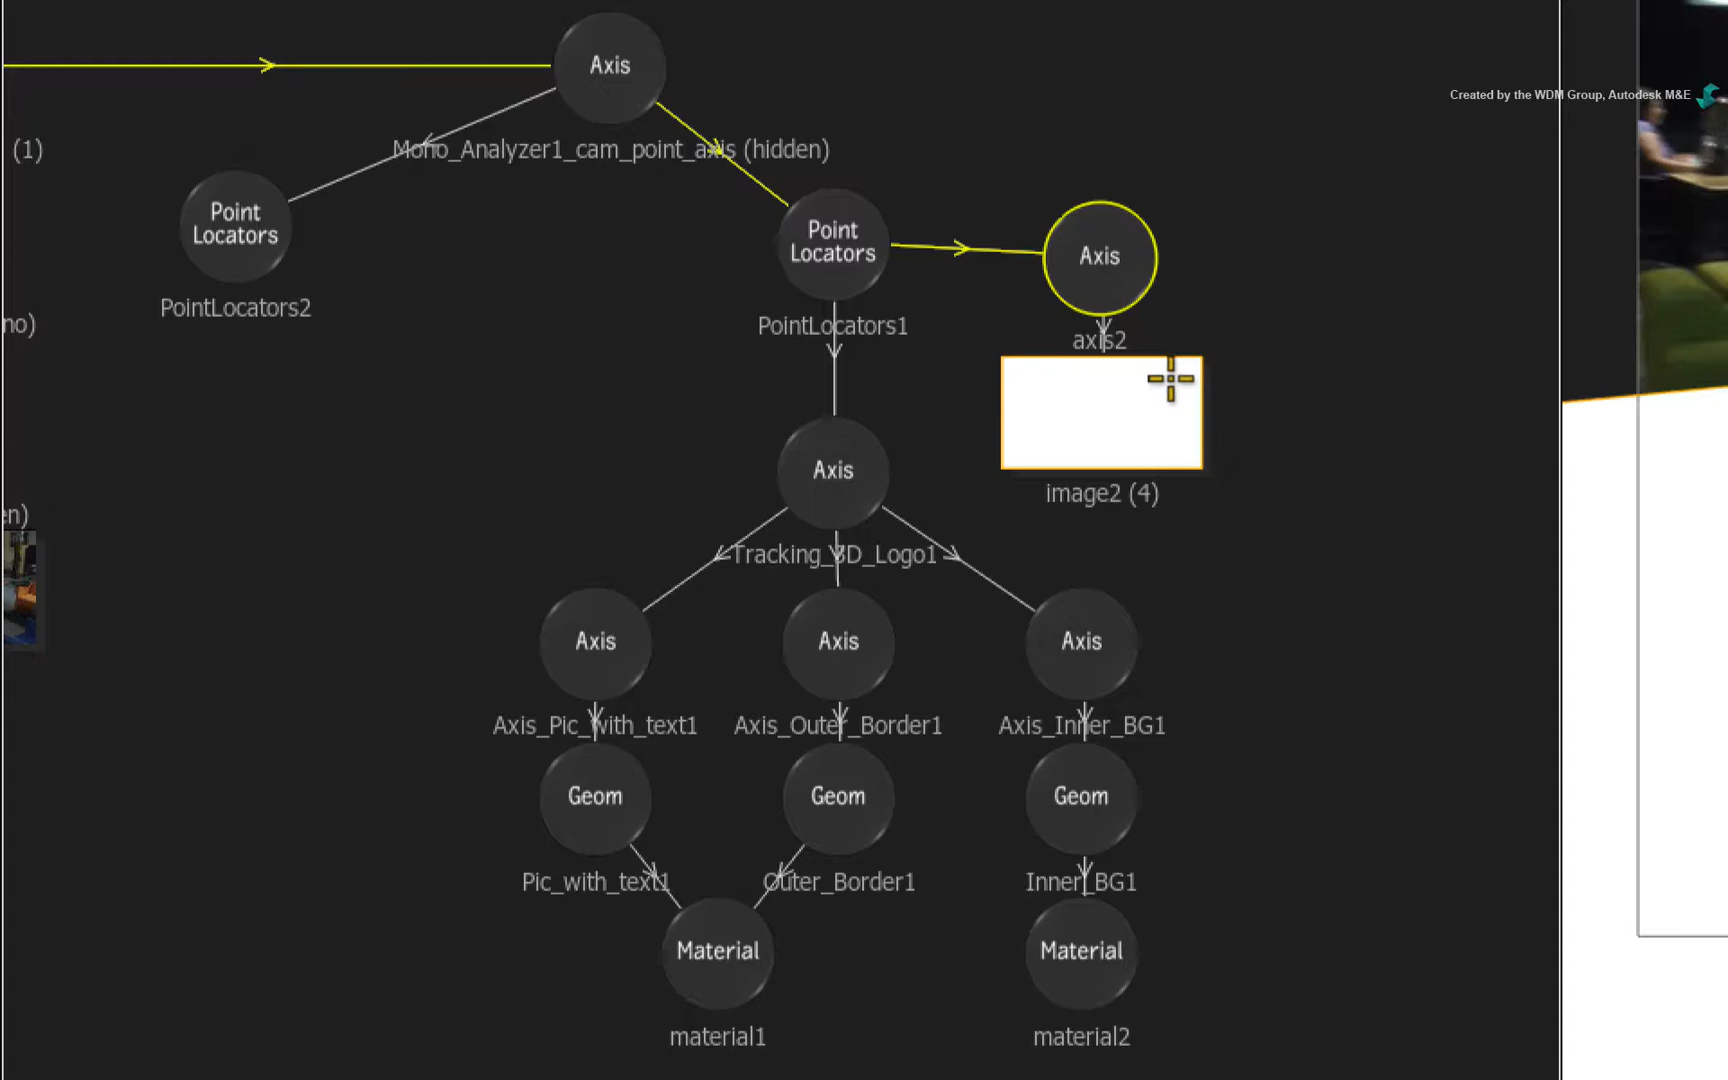 Axis
Created by the WDM Group, Autodesk M&E
(1)
Mono_Analyzer1_cam_point_axis (hidden)
Point
Locators
Point
Locators
Axis
PointLocators2
no)
PointLocators1
axis2
Axis
image2 (4)
en)
Tracking_3D_Logo1
Axis
Axis
Axis
Axis_Pic_with_text1
Axis_Outer_Border1
Axis_Inner_BG1
Geom
Geom
Geom
Pic_with_text1
Outer_Border1
Inner_BG1
Material
Material
material1
material2